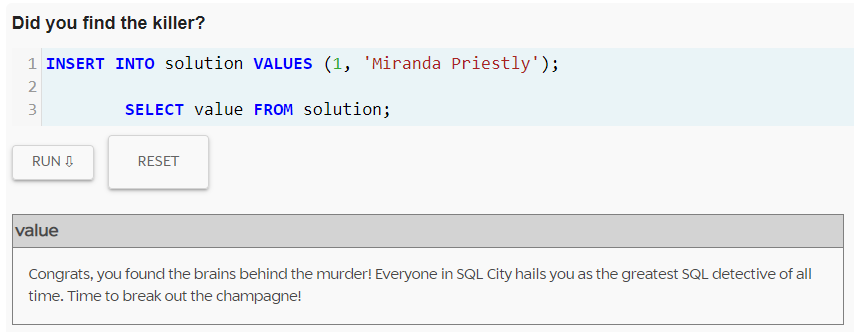 Did you find the killer?
1 INSERT INTO solution VALUES (1, 'Miranda Priestly');
2
3         SELECT value FROM solution;
RUN ⇩ RESET
value
Congrats, you found the brains behind the murder! Everyone in SQL City hails you as the greatest SQL detective of all
time. Time to break out the champagne!